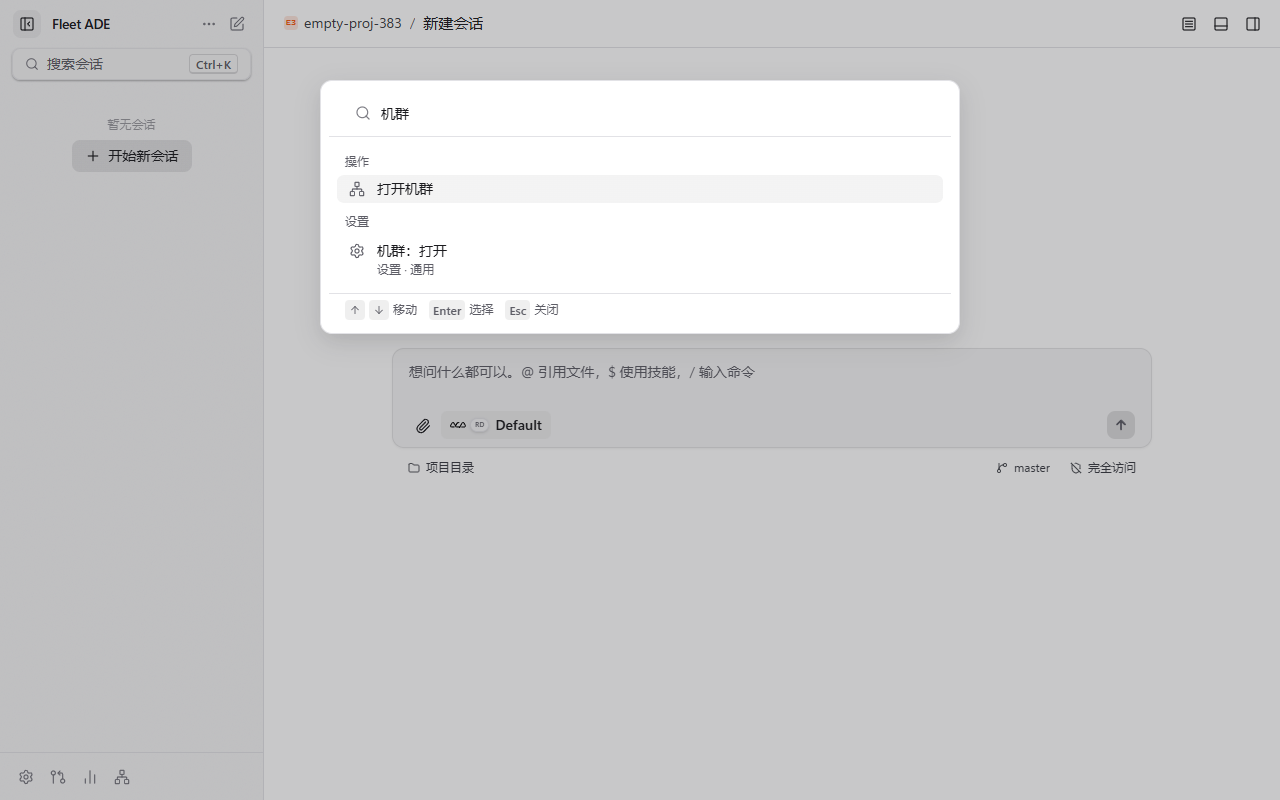 Fleet ADE
搜索会话 Ctrl+K
暂无会话
开始新会话
E3 empty-proj-383 / 新建会话
机群
操作
打开机群
设置
机群：打开
设置 · 通用
↑ ↓ 移动 Enter 选择 Esc 关闭
想问什么都可以。@ 引用文件，$ 使用技能，/ 输入命令
RD Default
项目目录
master 完全访问